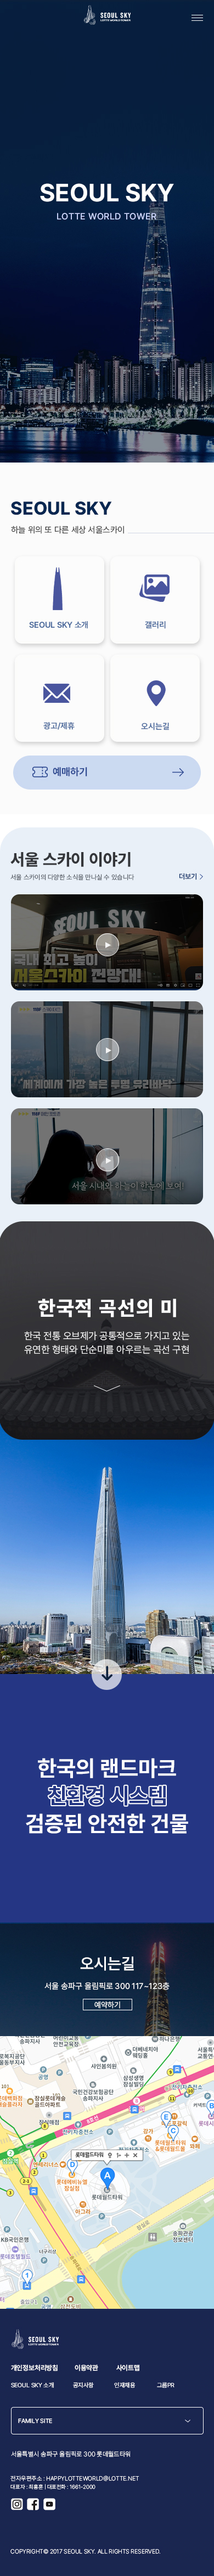 SEOUL SKY
LOTTE WORLD TOWER
SEOUL SKY
LOTTE WORLD TOWER
SEOUL SKY
하늘 위의 또 다른 세상 서울스카이
SEOUL SKY 소개
갤러리
광고/제휴
오시는길
예매하기
서울 스카이 이야기
서울 스카이의 다양한 소식을 만나실 수 있습니다
더보기
SEOUL SKY
국내 최고 높이
서울스카이 전망대!
"세계에서 가장 높은 투명 유리바닥"
서울 시내와 하늘이 한눈에 보여!
한국적 곡선의 미
한국 전통 오브제가 공통적으로 가지고 있는
유연한 형태와 단순미를 아우르는 곡선 구현
한국의 랜드마크
친환경 시스템
검증된 안전한 건물
오시는길
서울 송파구 올림픽로 300 117~123층
예약하기
롯데월드타워
A
롯데월드타워
SEOUL SKY
LOTTE WORLD TOWER
개인정보처리방침 이용약관 사이트맵
SEOUL SKY 소개 공지사항 인재채용 그룹PR
FAMILY SITE
서울특별시 송파구 올림픽로 300 롯데월드타워
전자우편주소 : HAPPYLOTTEWORLD@LOTTE.NET
대표자 : 최홍훈 | 대표전화 : 1661-2000
COPYRIGHT© 2017 SEOUL SKY. ALL RIGHTS RESERVED.